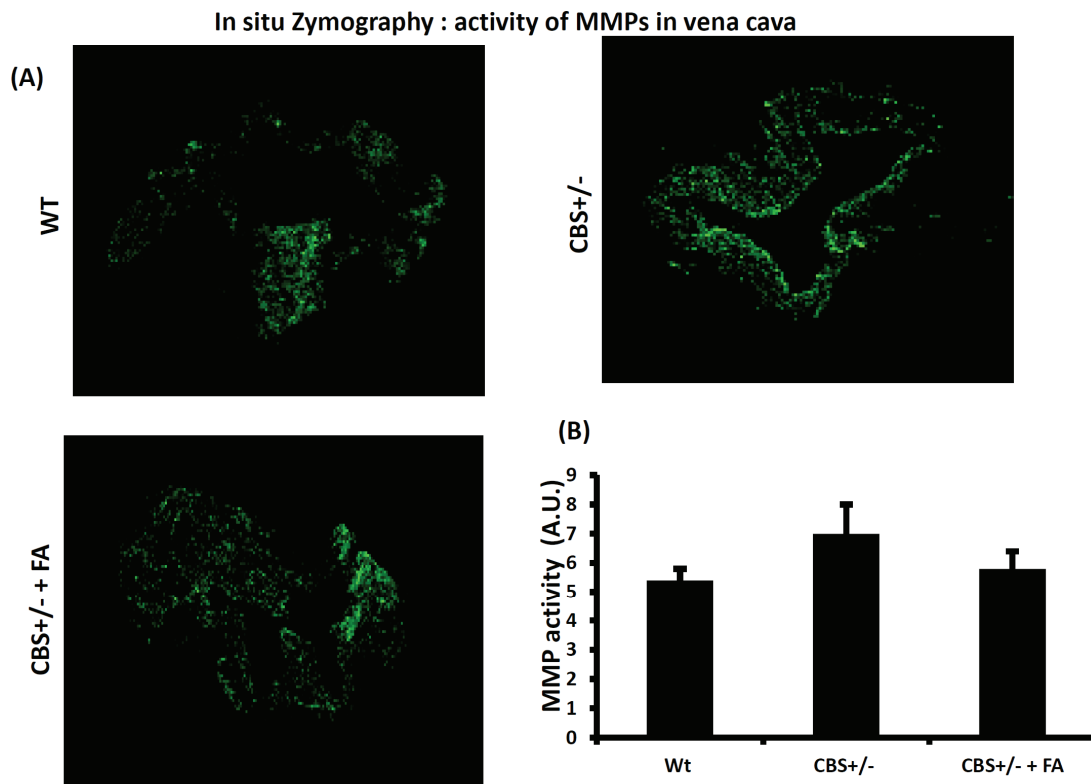 In situ Zymography : activity of MMPs in vena cava
(A)
WT
CBS+/-
CBS+/- + FA
(B)
MMP activity (A.U.)
9
8
7
6
5
4
3
2
1
0
Wt
CBS+/-
CBS+/- + FA